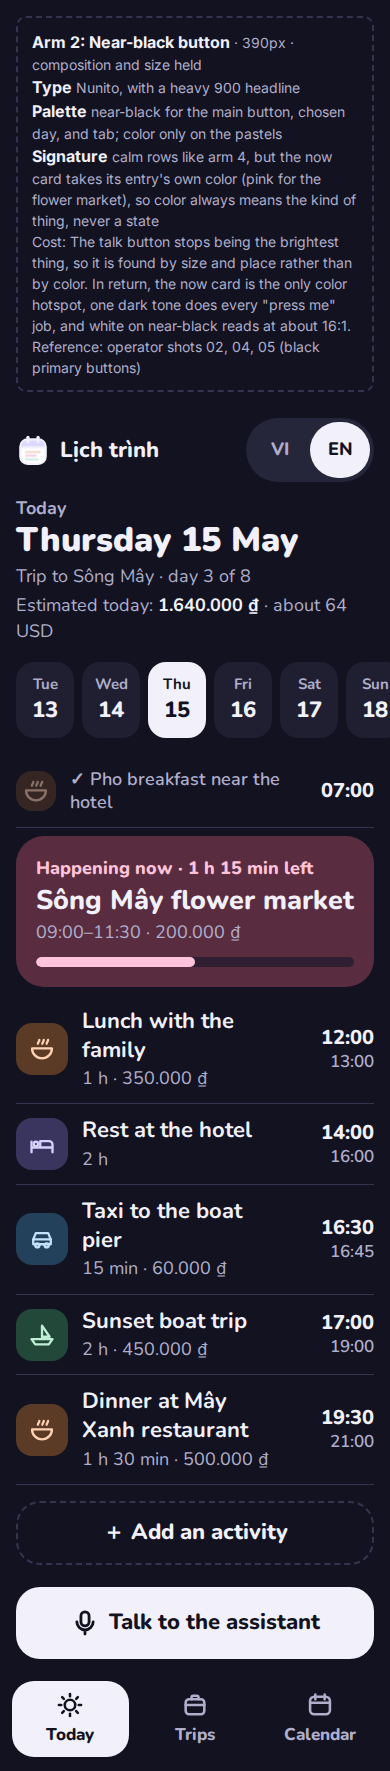 Arm 2: Near-black button · 390px ·
composition and size held
Type Nunito, with a heavy 900 headline
Palette near-black for the main button, chosen
day, and tab; color only on the pastels
Signature calm rows like arm 4, but the now
card takes its entry's own color (pink for the
flower market), so color always means the kind of
thing, never a state
Cost: The talk button stops being the brightest
thing, so it is found by size and place rather than
by color. In return, the now card is the only color
hotspot, one dark tone does every "press me"
job, and white on near-black reads at about 16:1.
Reference: operator shots 02, 04, 05 (black
primary buttons)
Lịch trình
VI EN
Today
Thursday 15 May
Trip to Sông Mây · day 3 of 8
Estimated today: 1.640.000 ₫ · about 64
USD
Tue Wed Thu Fri Sat Sun
13 14 15 16 17 18
✓ Pho breakfast near the
hotel
07:00
Happening now · 1 h 15 min left
Sông Mây flower market
09:00–11:30 · 200.000 ₫
Lunch with the
family
1 h · 350.000 ₫
12:00
13:00
Rest at the hotel
2 h
14:00
16:00
Taxi to the boat
pier
15 min · 60.000 ₫
16:30
16:45
Sunset boat trip
2 h · 450.000 ₫
17:00
19:00
Dinner at Mây
Xanh restaurant
1 h 30 min · 500.000 ₫
19:30
21:00
+ Add an activity
Talk to the assistant
Today Trips Calendar